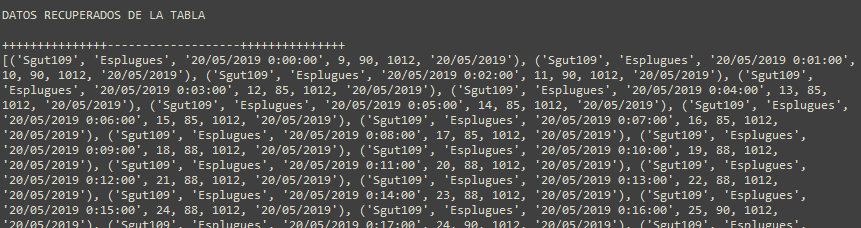 DATOS RECUPERADOS DE LA TABLA
+++++++++++++++-------------------+++++++++++++++
[('Sgut109', 'Esplugues', '20/05/2019 0:00:00', 9, 90, 1012, '20/05/2019'), ('Sgut109', 'Esplugues', '20/05/2019 0:01:00',
10, 90, 1012, '20/05/2019'), ('Sgut109', 'Esplugues', '20/05/2019 0:02:00', 11, 90, 1012, '20/05/2019'), ('Sgut109',
'Esplugues', '20/05/2019 0:03:00', 12, 85, 1012, '20/05/2019'), ('Sgut109', 'Esplugues', '20/05/2019 0:04:00', 13, 85,
1012, '20/05/2019'), ('Sgut109', 'Esplugues', '20/05/2019 0:05:00', 14, 85, 1012, '20/05/2019'), ('Sgut109', 'Esplugues',
'20/05/2019 0:06:00', 15, 85, 1012, '20/05/2019'), ('Sgut109', 'Esplugues', '20/05/2019 0:07:00', 16, 85, 1012,
'20/05/2019'), ('Sgut109', 'Esplugues', '20/05/2019 0:08:00', 17, 85, 1012, '20/05/2019'), ('Sgut109', 'Esplugues',
'20/05/2019 0:09:00', 18, 88, 1012, '20/05/2019'), ('Sgut109', 'Esplugues', '20/05/2019 0:10:00', 19, 88, 1012,
'20/05/2019'), ('Sgut109', 'Esplugues', '20/05/2019 0:11:00', 20, 88, 1012, '20/05/2019'), ('Sgut109', 'Esplugues',
'20/05/2019 0:12:00', 21, 88, 1012, '20/05/2019'), ('Sgut109', 'Esplugues', '20/05/2019 0:13:00', 22, 88, 1012,
'20/05/2019'), ('Sgut109', 'Esplugues', '20/05/2019 0:14:00', 23, 88, 1012, '20/05/2019'), ('Sgut109', 'Esplugues',
'20/05/2019 0:15:00', 24, 88, 1012, '20/05/2019'), ('Sgut109', 'Esplugues', '20/05/2019 0:16:00', 25, 90, 1012,
'20/05/2019'), ('Sgut109', 'Esplugues', '20/05/2019 0:17:00', 24, 90, 1012, '20/05/2019'), ('Sgut109', 'Esplugues',